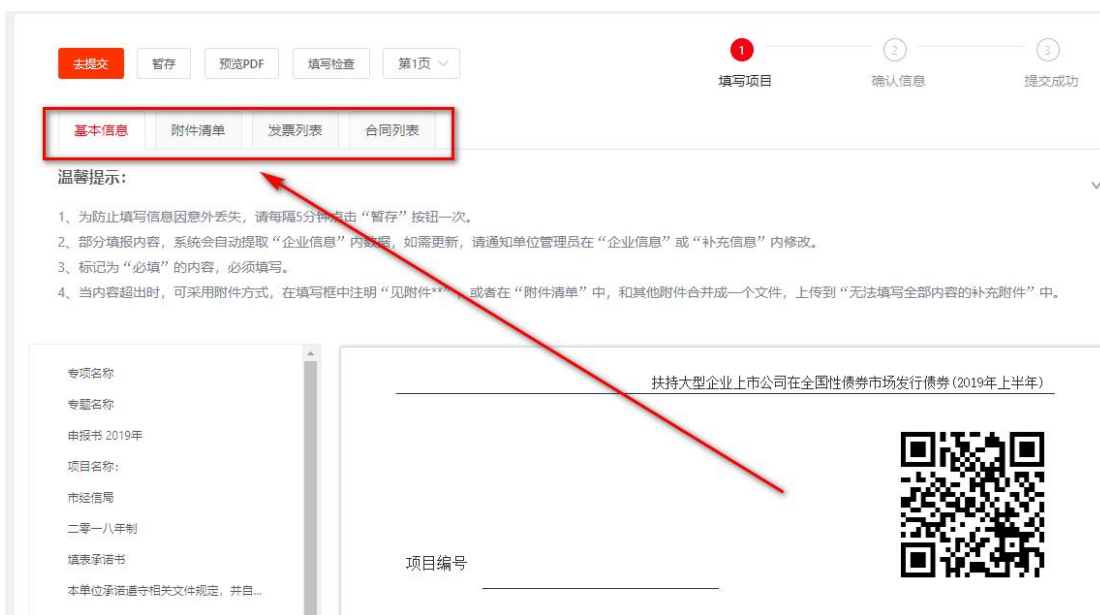 去提交 暂存 预览PDF 填写检查 第1页
1 2 3
填写项目 确认信息 提交成功
基本信息 附件清单 发票列表 合同列表
温馨提示：
1、为防止填写信息因意外丢失，请每隔5分钟点击“暂存”按钮一次。
2、部分填报内容，系统会自动提取“企业信息”内数据，如需更新，请通知单位管理员在“企业信息”或“补充信息”内修改。
3、标记为“必填”的内容，必须填写。
4、当内容超出时，可采用附件方式，在填写框中注明“见附件***”，或者在“附件清单”中，和其他附件合并成一个文件，上传到“无法填写全部内容的补充附件”中。
专项名称
专题名称
申报书 2019年
项目名称：
市经信局
二零一八年制
填表承诺书
本单位承诺遵守相关文件规定，并自...
扶持大型企业上市公司在全国性债券市场发行债券(2019年上半年)
项目编号